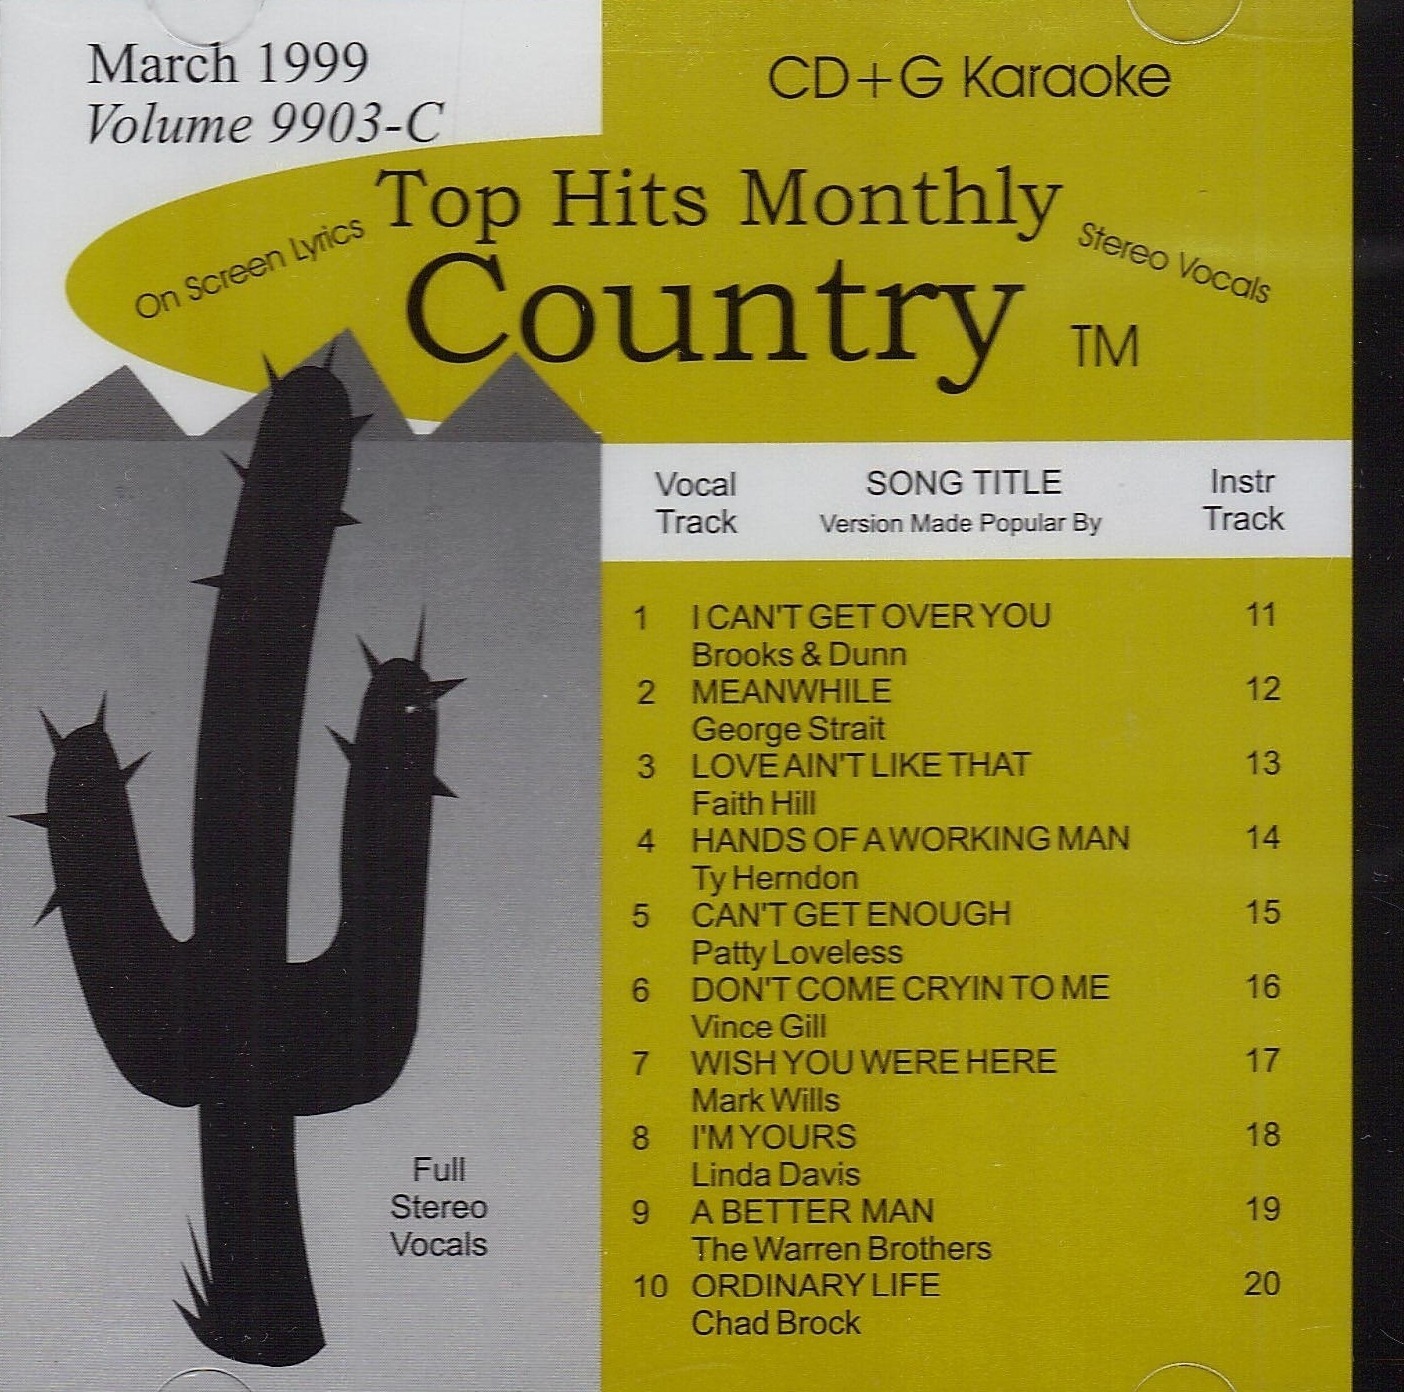 March 1999
Volume 9903-C
CD+G Karaoke
On Screen Lyrics
Top Hits Monthly
Stereo Vocals
Country TM
Vocal Track
SONG TITLE
Version Made Popular By
Instr Track
1 I CAN'T GET OVER YOU 11
Brooks & Dunn
2 MEANWHILE 12
George Strait
3 LOVE AIN'T LIKE THAT 13
Faith Hill
4 HANDS OF A WORKING MAN 14
Ty Herndon
5 CAN'T GET ENOUGH 15
Patty Loveless
6 DON'T COME CRYIN TO ME 16
Vince Gill
7 WISH YOU WERE HERE 17
Mark Wills
8 I'M YOURS 18
Linda Davis
9 A BETTER MAN 19
The Warren Brothers
10 ORDINARY LIFE 20
Chad Brock
Full
Stereo
Vocals